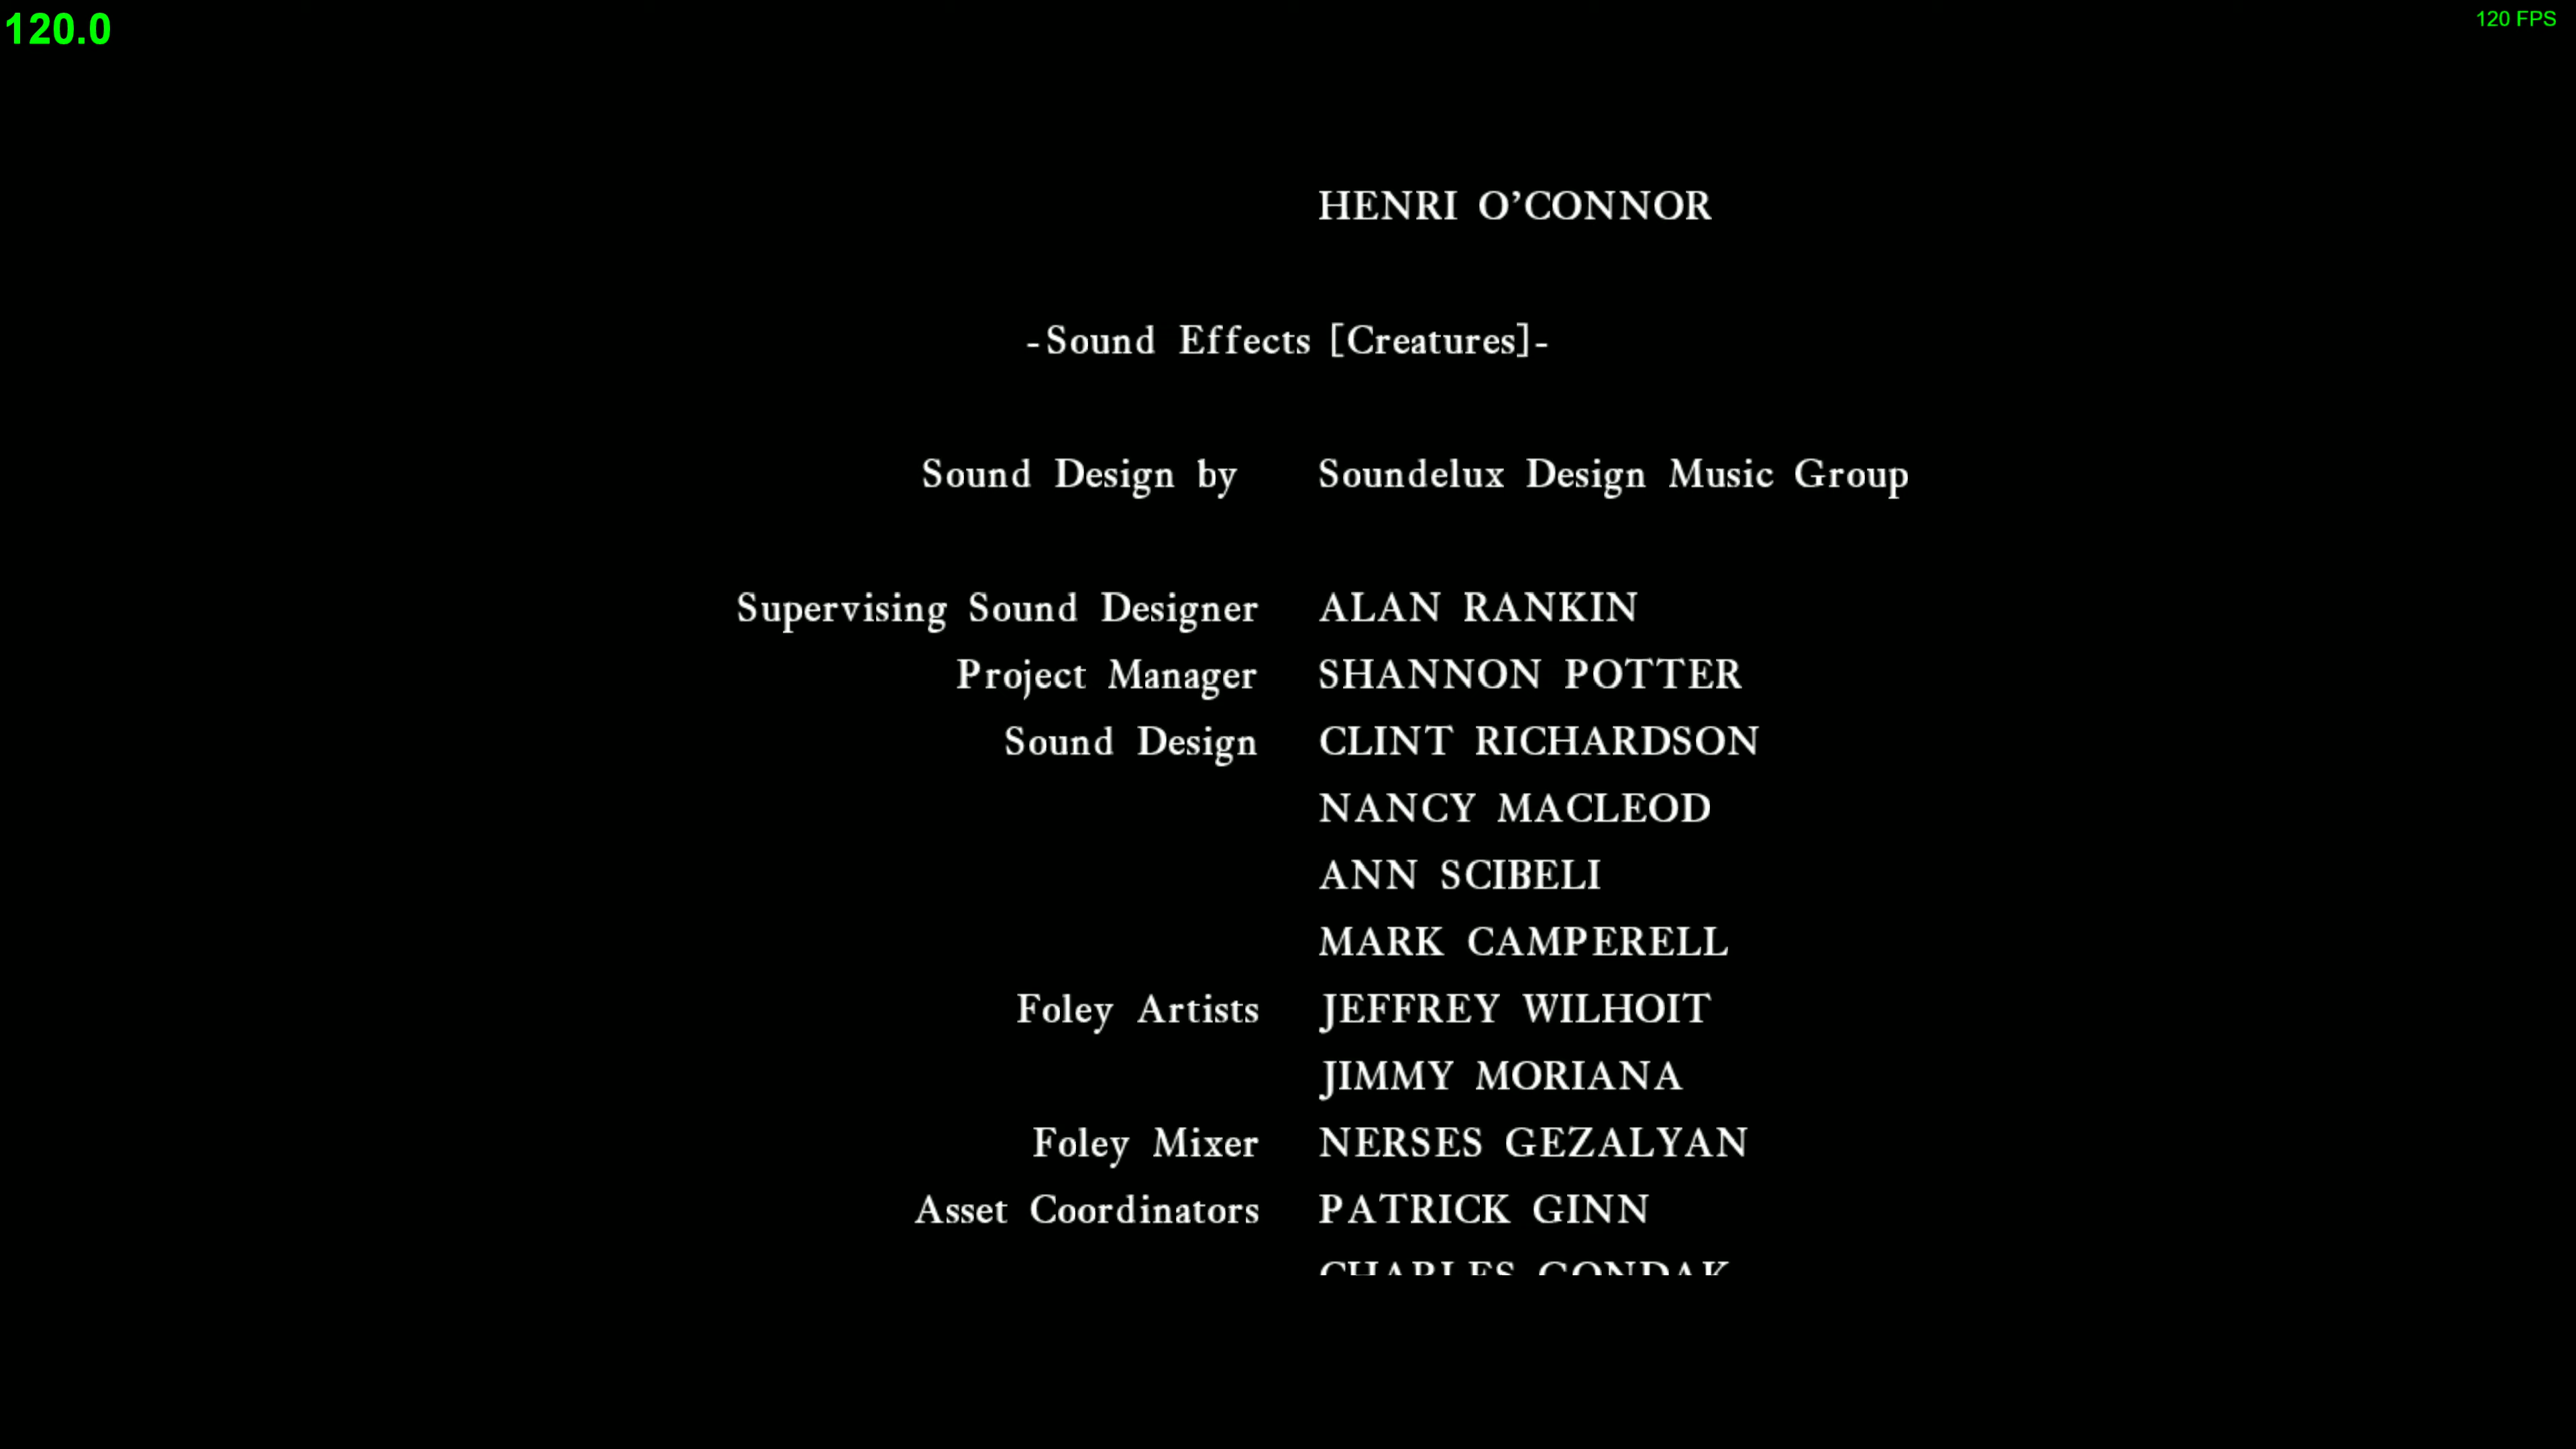 120.0
120 FPS
HENRI O’CONNOR
-Sound Effects [Creatures]-
Sound Design by Soundelux Design Music Group
Supervising Sound Designer ALAN RANKIN
Project Manager SHANNON POTTER
Sound Design CLINT RICHARDSON
NANCY MACLEOD
ANN SCIBELI
MARK CAMPERELL
Foley Artists JEFFREY WILHOIT
JIMMY MORIANA
Foley Mixer NERSES GEZALYAN
Asset Coordinators PATRICK GINN
CHARLES GONDAK